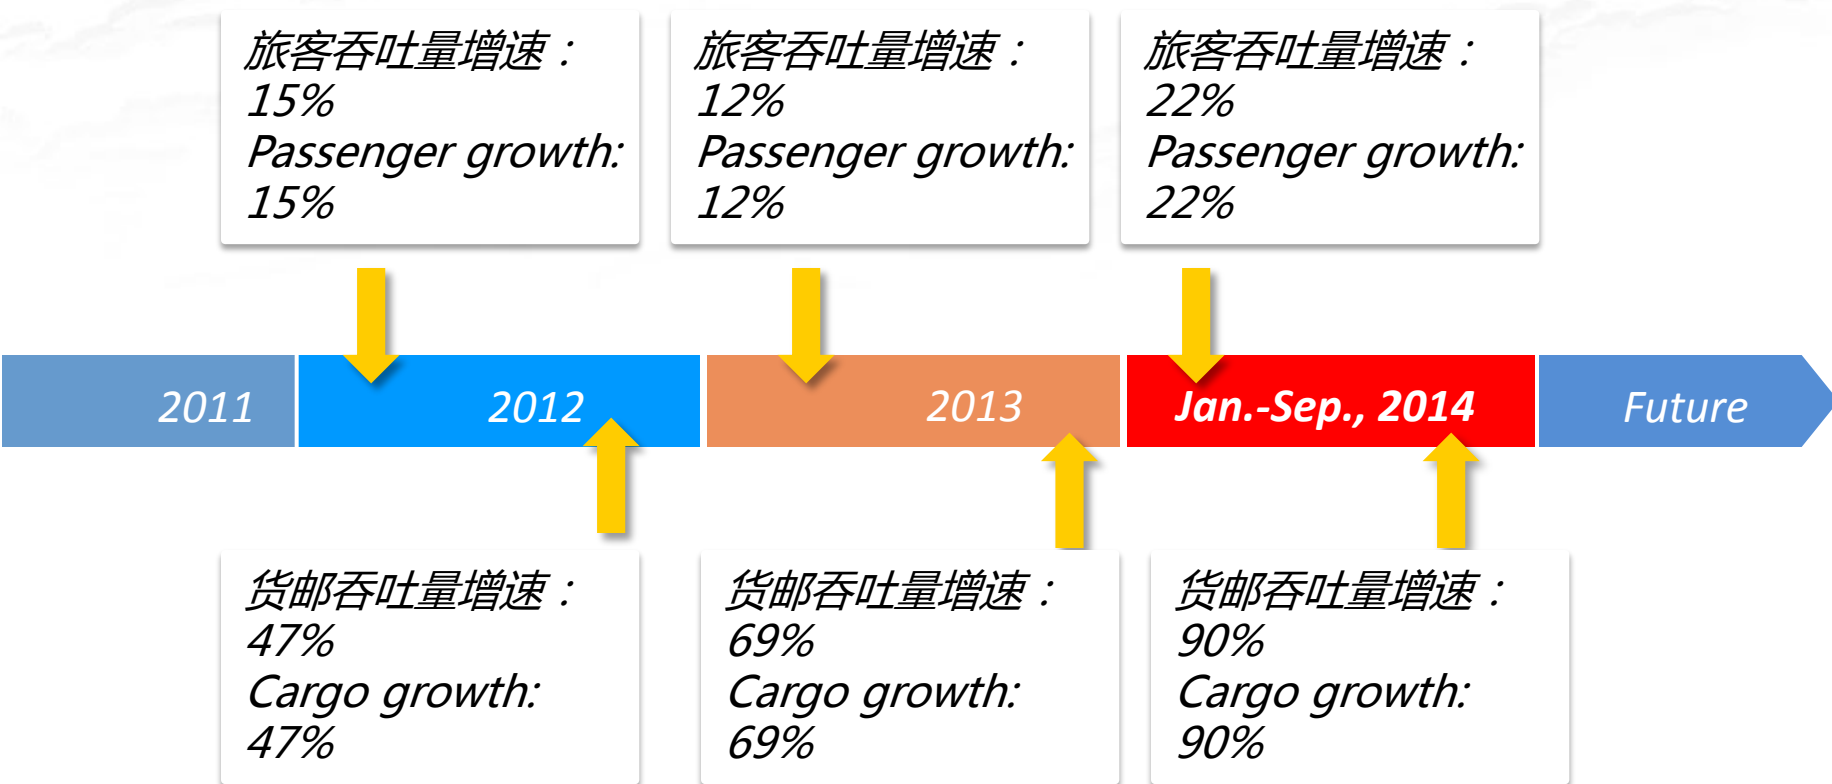 旅客吞吐量增速：
15%
Passenger growth:
15%
旅客吞吐量增速：
12%
Passenger growth:
12%
旅客吞吐量增速：
22%
Passenger growth:
22%
2011
2012
2013
Jan.-Sep., 2014
Future
货邮吞吐量增速：
47%
Cargo growth:
47%
货邮吞吐量增速：
69%
Cargo growth:
69%
货邮吞吐量增速：
90%
Cargo growth:
90%